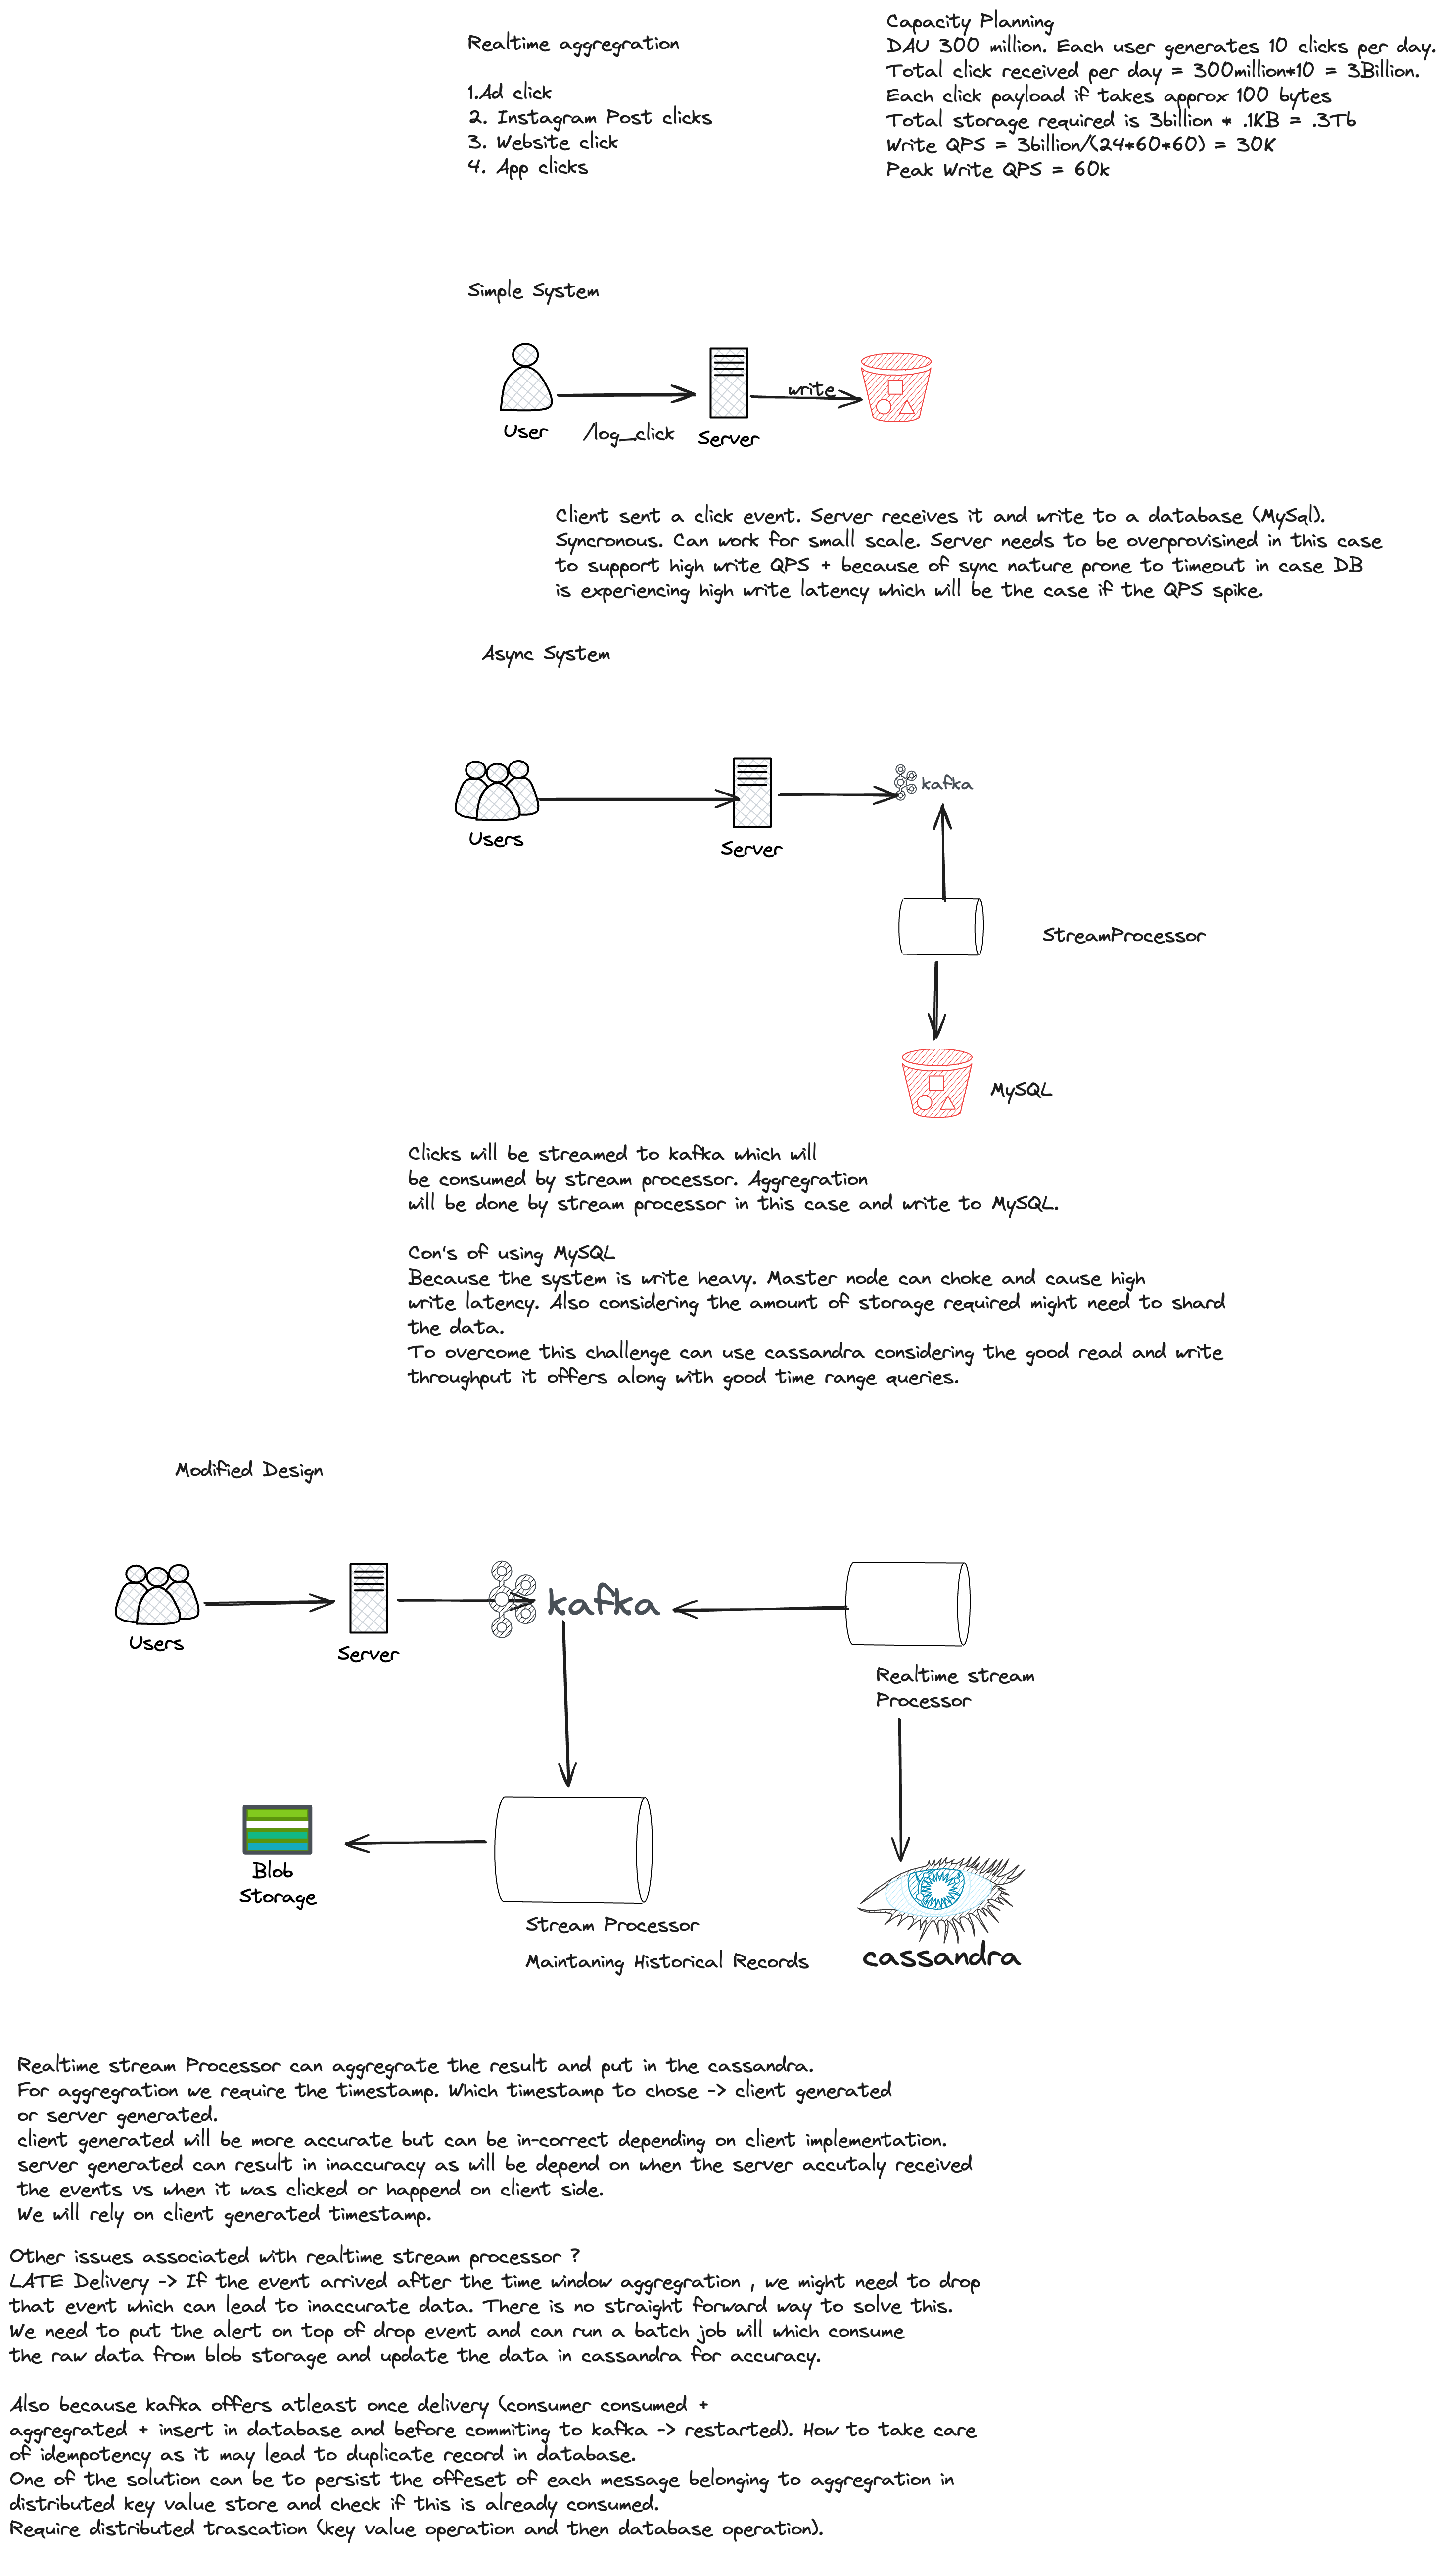 Realtime aggregration
1.Ad click
2. Instagram Post clicks
3. Website click
4. App clicks
Capacity Planning
DAU 300 million. Each user generates 10 clicks per day.
Total click received per day = 300million*10 = 3Billion.
Each click payload if takes approx 100 bytes
Total storage required is 3billion * .1KB = .3Tb
Write QPS = 3billion/(24*60*60) = 30K
Peak Write QPS = 60k
Simple System
write
User
/log_click
Server
Client sent a click event. Server receives it and write to a database (MySql).
Syncronous. Can work for small scale. Server needs to be overprovisined in this case
to support high write QPS + because of sync nature prone to timeout in case DB
is experiencing high write latency which will be the case if the QPS spike.
Async System
kafka
Users
Server
StreamProcessor
MySQL
Clicks will be streamed to kafka which will
be consumed by stream processor. Aggregration
will be done by stream processor in this case and write to MySQL.
Con's of using MySQL
Because the system is write heavy. Master node can choke and cause high
write latency. Also considering the amount of storage required might need to shard
the data.
To overcome this challenge can use cassandra considering the good read and write
throughput it offers along with good time range queries.
Modified Design
kafka
Users
Server
Realtime stream
Processor
Blob
Storage
Stream Processor
Maintaning Historical Records
cassandra
Realtime stream Processor can aggregrate the result and put in the cassandra.
For aggregration we require the timestamp. Which timestamp to chose -> client generated
or server generated.
client generated will be more accurate but can be in-correct depending on client implementation.
server generated can result in inaccuracy as will be depend on when the server accutaly received
the events vs when it was clicked or happend on client side.
We will rely on client generated timestamp.
Other issues associated with realtime stream processor ?
LATE Delivery -> If the event arrived after the time window aggregration , we might need to drop
that event which can lead to inaccurate data. There is no straight forward way to solve this.
We need to put the alert on top of drop event and can run a batch job will which consume
the raw data from blob storage and update the data in cassandra for accuracy.
Also because kafka offers atleast once delivery (consumer consumed +
aggregrated + insert in database and before commiting to kafka -> restarted). How to take care
of idempotency as it may lead to duplicate record in database.
One of the solution can be to persist the offeset of each message belonging to aggregration in
distributed key value store and check if this is already consumed.
Require distributed trascation (key value operation and then database operation).